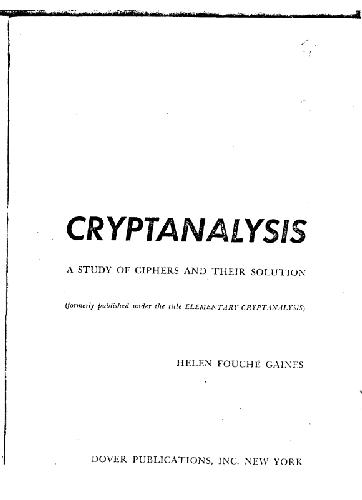 CRYPTANALYSIS
A STUDY OF CIPHERS AND THEIR SOLUTION
(formerly published under the title ELEMENTARY CRYPTANALYSIS)
HELEN FOUCHÉ GAINES
DOVER PUBLICATIONS, INC. NEW YORK